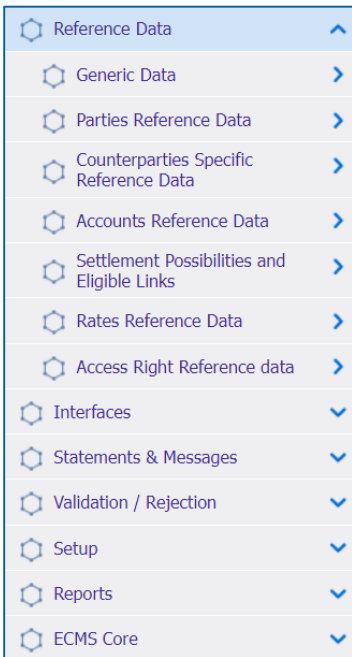 Reference Data
Generic Data
Parties Reference Data
Counterparties Specific
Reference Data
Accounts Reference Data
Settlement Possibilities and
Eligible Links
Rates Reference Data
Access Right Reference data
Interfaces
Statements & Messages
Validation / Rejection
Setup
Reports
ECMS Core